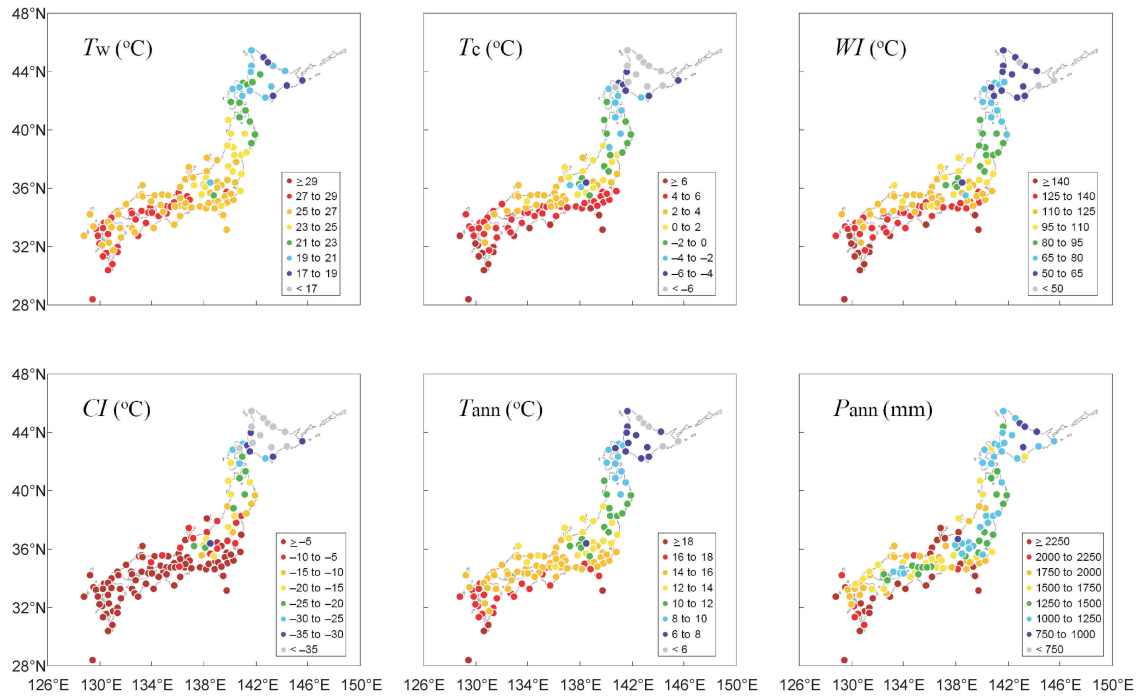 48°N
44°N
40°N
36°N
32°N
28°N
Tw (°C)
≥ 29
27 to 29
25 to 27
23 to 25
21 to 23
19 to 21
17 to 19
< 17
Tc (°C)
≥ 6
4 to 6
2 to 4
0 to 2
–2 to 0
–4 to –2
–6 to –4
< –6
WI (°C)
≥ 140
125 to 140
110 to 125
95 to 110
80 to 95
65 to 80
50 to 65
< 50
48°N
44°N
40°N
36°N
32°N
28°N
CI (°C)
≥ –5
–10 to –5
–15 to –10
–20 to –15
–25 to –20
–30 to –25
–35 to –30
< –35
Tann (°C)
≥ 18
16 to 18
14 to 16
12 to 14
10 to 12
8 to 10
6 to 8
< 6
Pann (mm)
≥ 2250
2000 to 2250
1750 to 2000
1500 to 1750
1250 to 1500
1000 to 1250
750 to 1000
< 750
126°E 130°E 134°E 138°E 142°E 146°E 150°E 126°E 130°E 134°E 138°E 142°E 146°E 150°E 126°E 130°E 134°E 138°E 142°E 146°E 150°E